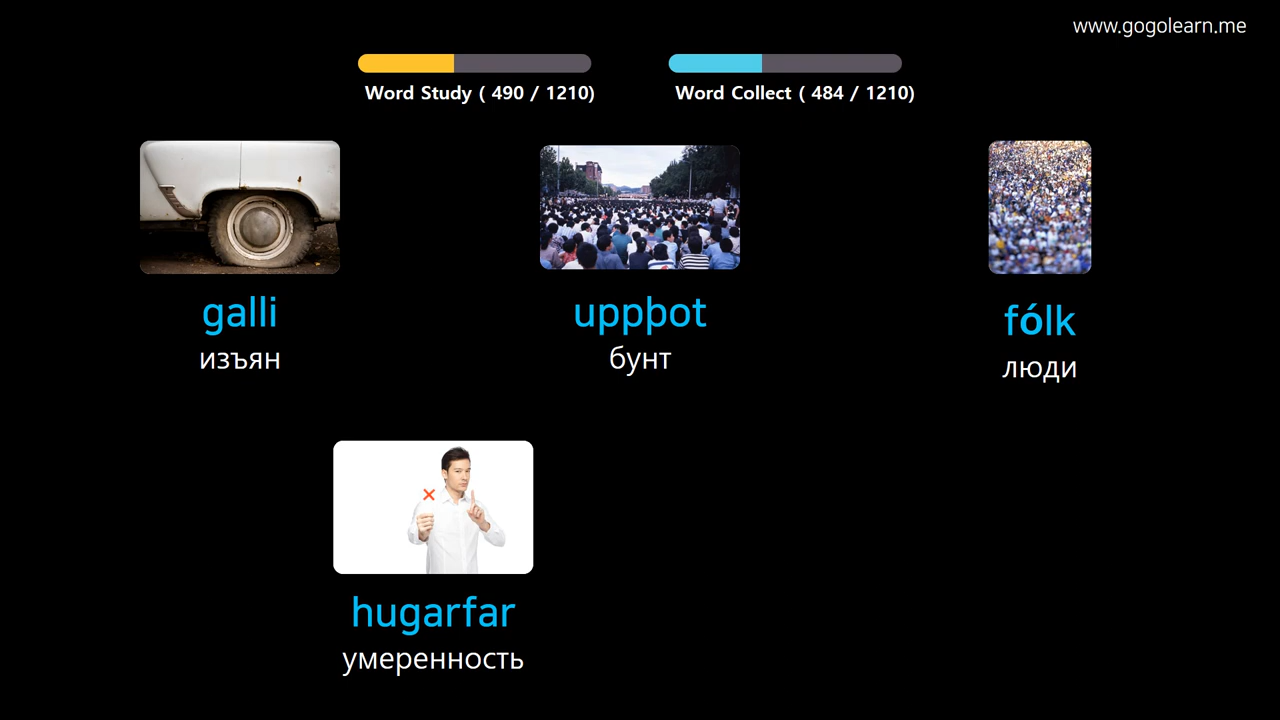 www.gogolearn.me
Word Study ( 490 / 1210)
Word Collect ( 484 / 1210)
galli
изъян
uppþot
бунт
fólk
люди
hugarfar
умеренность